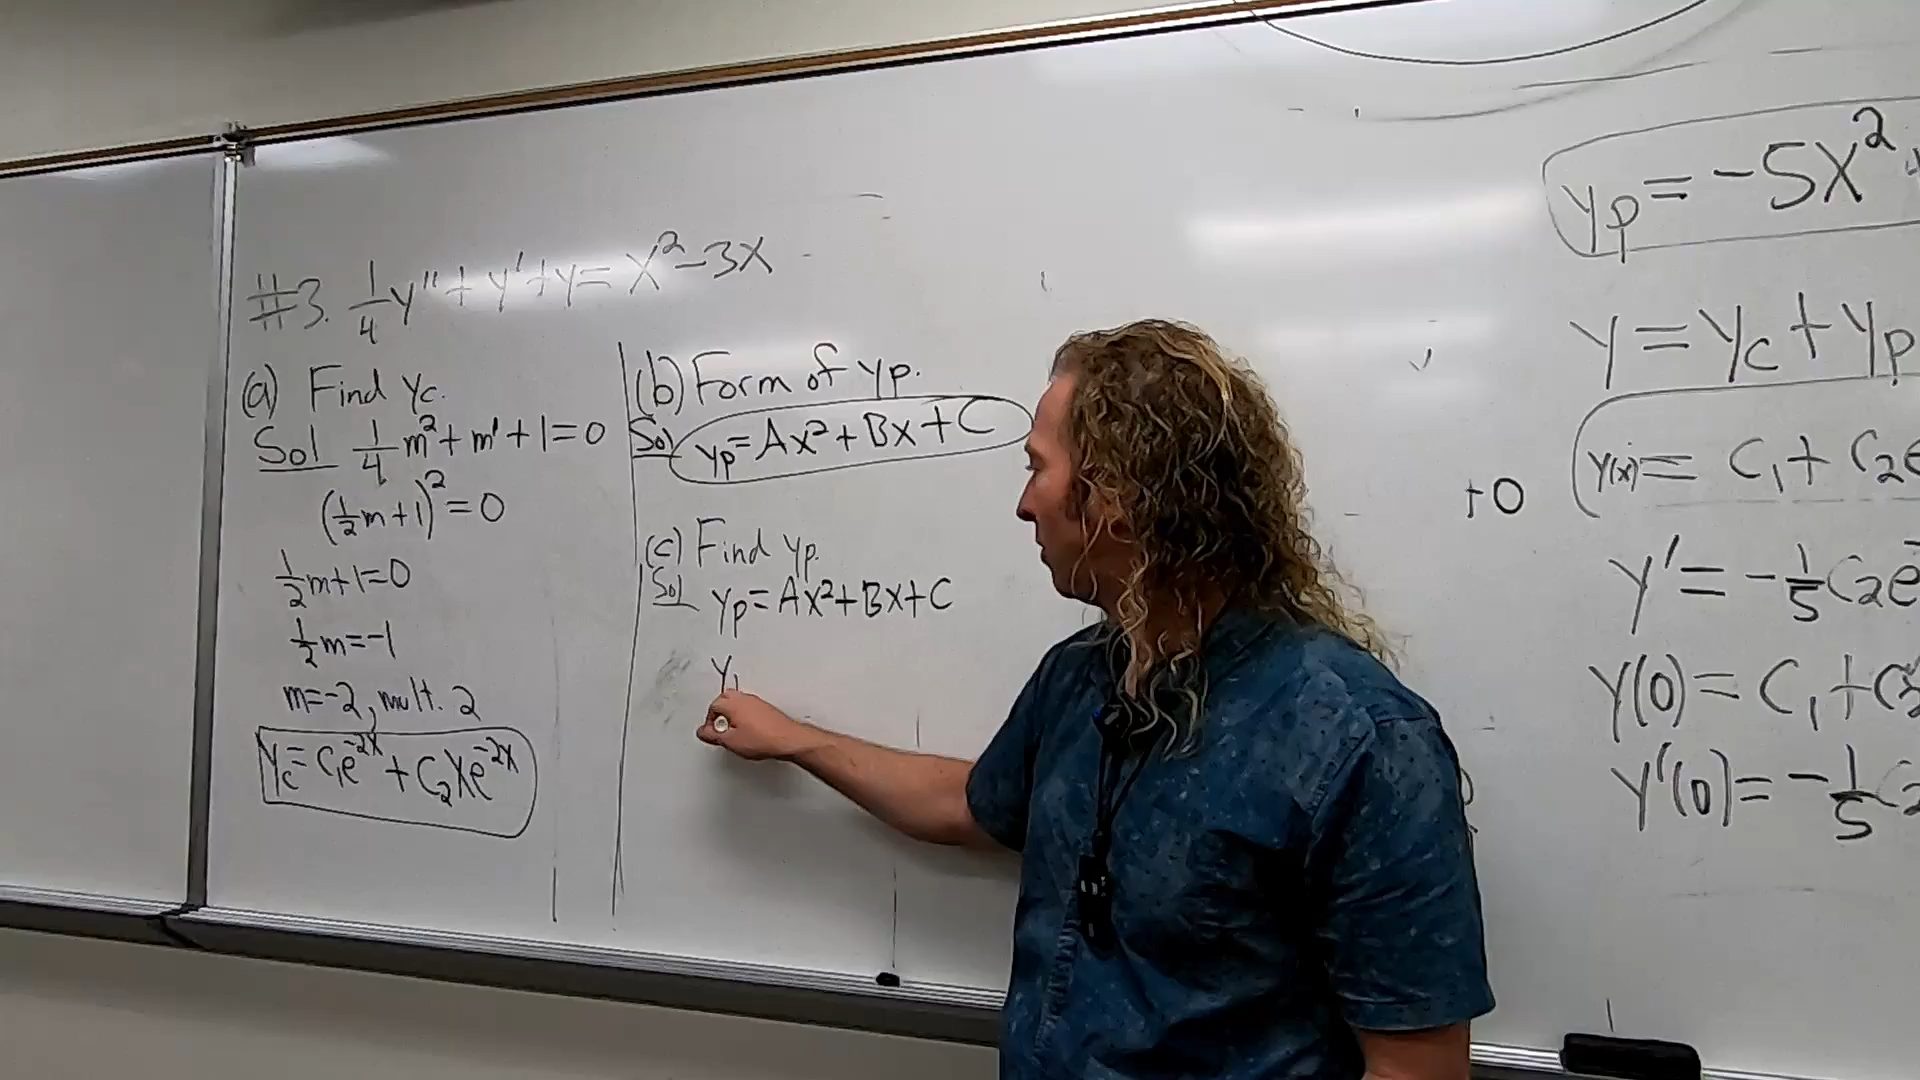 #3. 1/4 y'' + y' + y = x² - 3x
(a) Find yc.
Sol 1/4 m² + m' + 1 = 0
(1/2 m + 1)² = 0
1/2 m + 1 = 0
1/2 m = -1
m = -2, mult. 2
yc = c₁e^-2x + c₂xe^-2x
(b) Form of yp.
Sol yp = Ax² + Bx + C
(c) Find yp.
Sol yp = Ax² + Bx + C
y
+0
yp = -5x²
y = yc + yp
y(x) = c₁ + c₂e
y' = -1/5 c₂e
y(0) = c₁ + c₂
y'(0) = -1/5 c₂